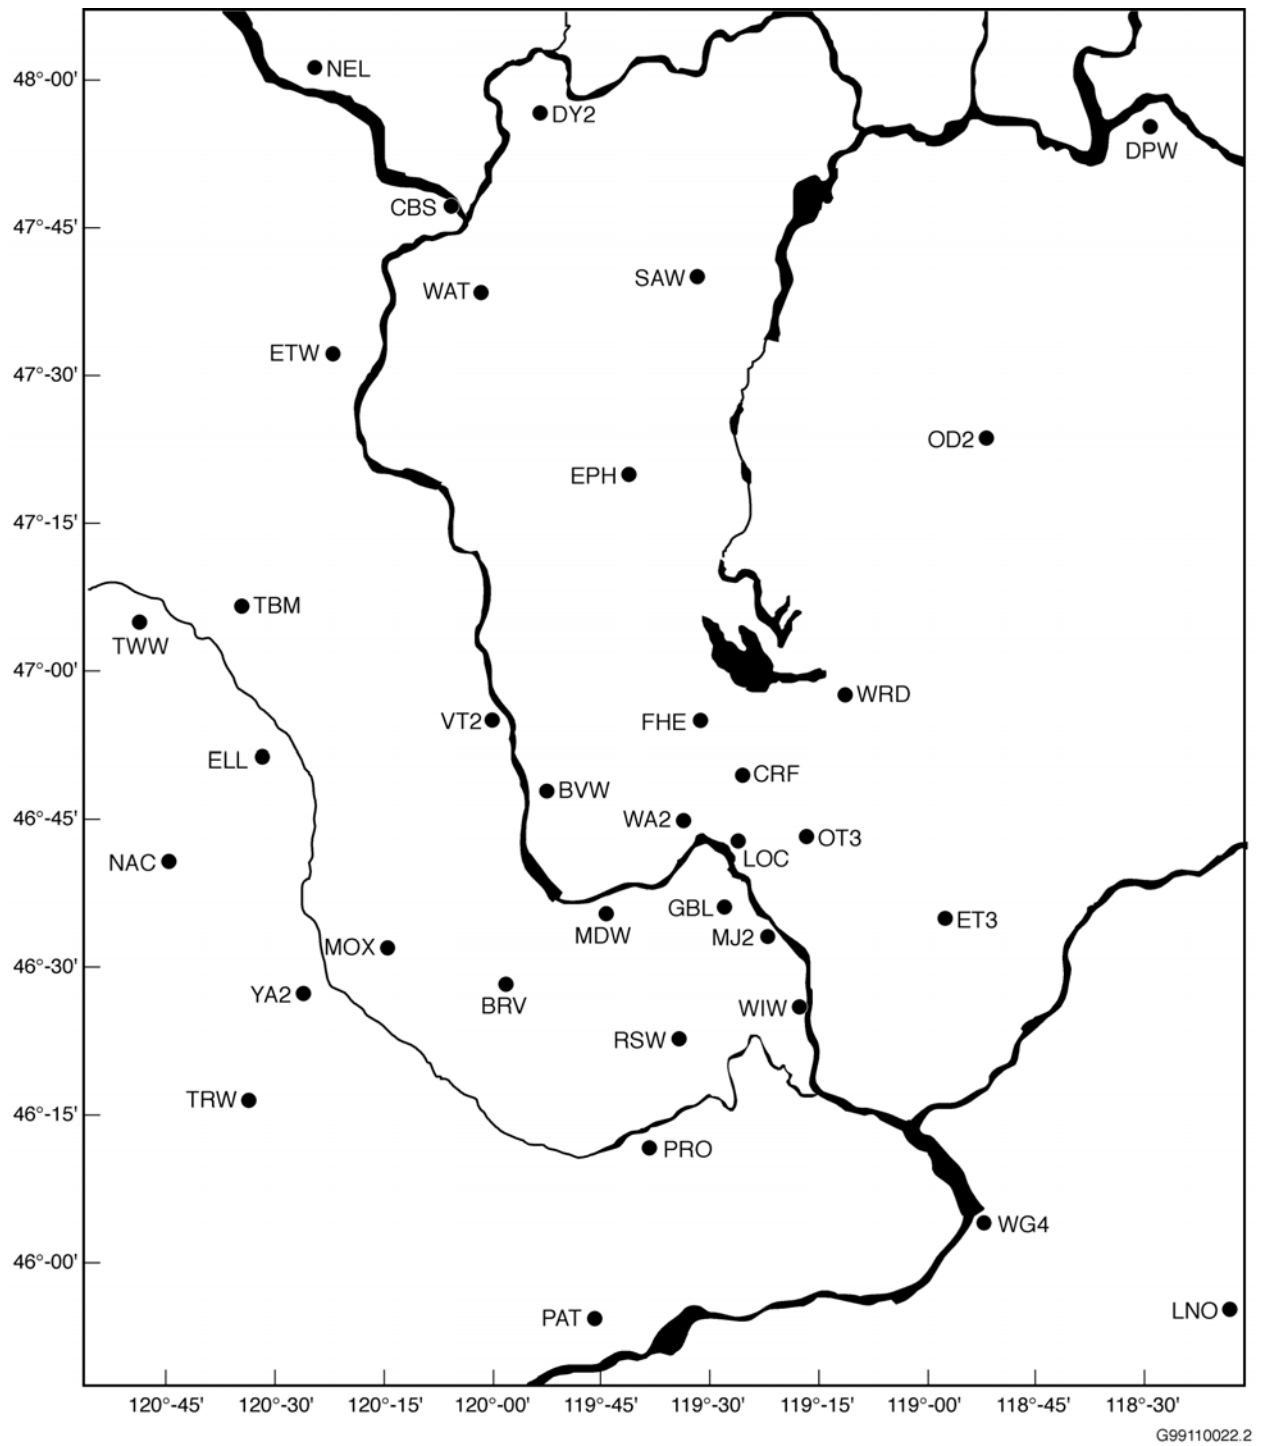 48°-00'
NEL
DY2
DPW
CBS
47°-45'
SAW
WAT
ETW
47°-30'
OD2
EPH
47°-15'
TBM
TWW
47°-00'
WRD
VT2
FHE
ELL
CRF
BVW
46°-45'
WA2
OT3
LOC
NAC
GBL
ET3
MDW
MJ2
MOX
46°-30'
YA2
BRV
WIW
RSW
TRW
46°-15'
PRO
WG4
46°-00'
LNO
PAT
120°-45' 120°-30' 120°-15' 120°-00' 119°-45' 119°-30' 119°-15' 119°-00' 118°-45' 118°-30'
G99110022.2